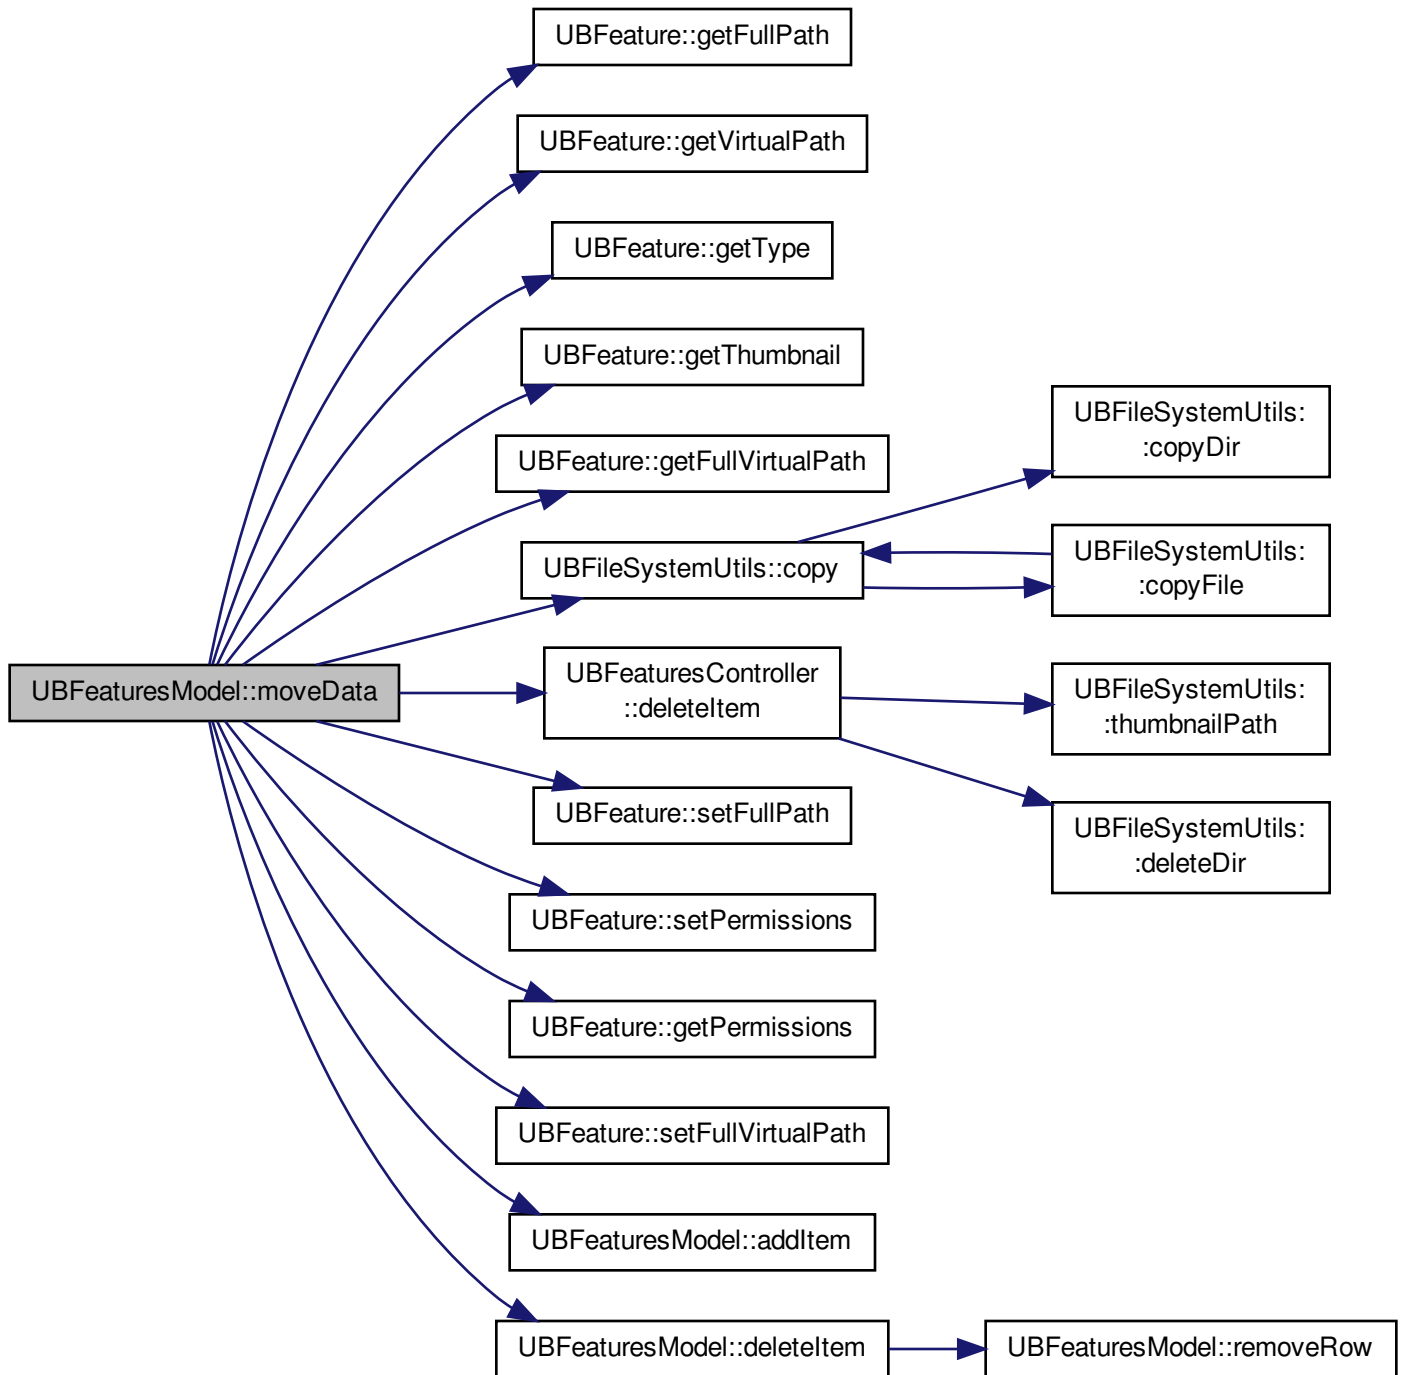 UBFeature::getFullPath
UBFeature::getVirtualPath
UBFeature::getType
UBFeature::getThumbnail
UBFeature::getFullVirtualPath
UBFileSystemUtils:
:copyDir
UBFileSystemUtils::copy
UBFileSystemUtils:
:copyFile
UBFeaturesModel::moveData
UBFeaturesController
::deleteItem
UBFileSystemUtils:
:thumbnailPath
UBFeature::setFullPath
UBFileSystemUtils:
:deleteDir
UBFeature::setPermissions
UBFeature::getPermissions
UBFeature::setFullVirtualPath
UBFeaturesModel::addItem
UBFeaturesModel::deleteItem
UBFeaturesModel::removeRow